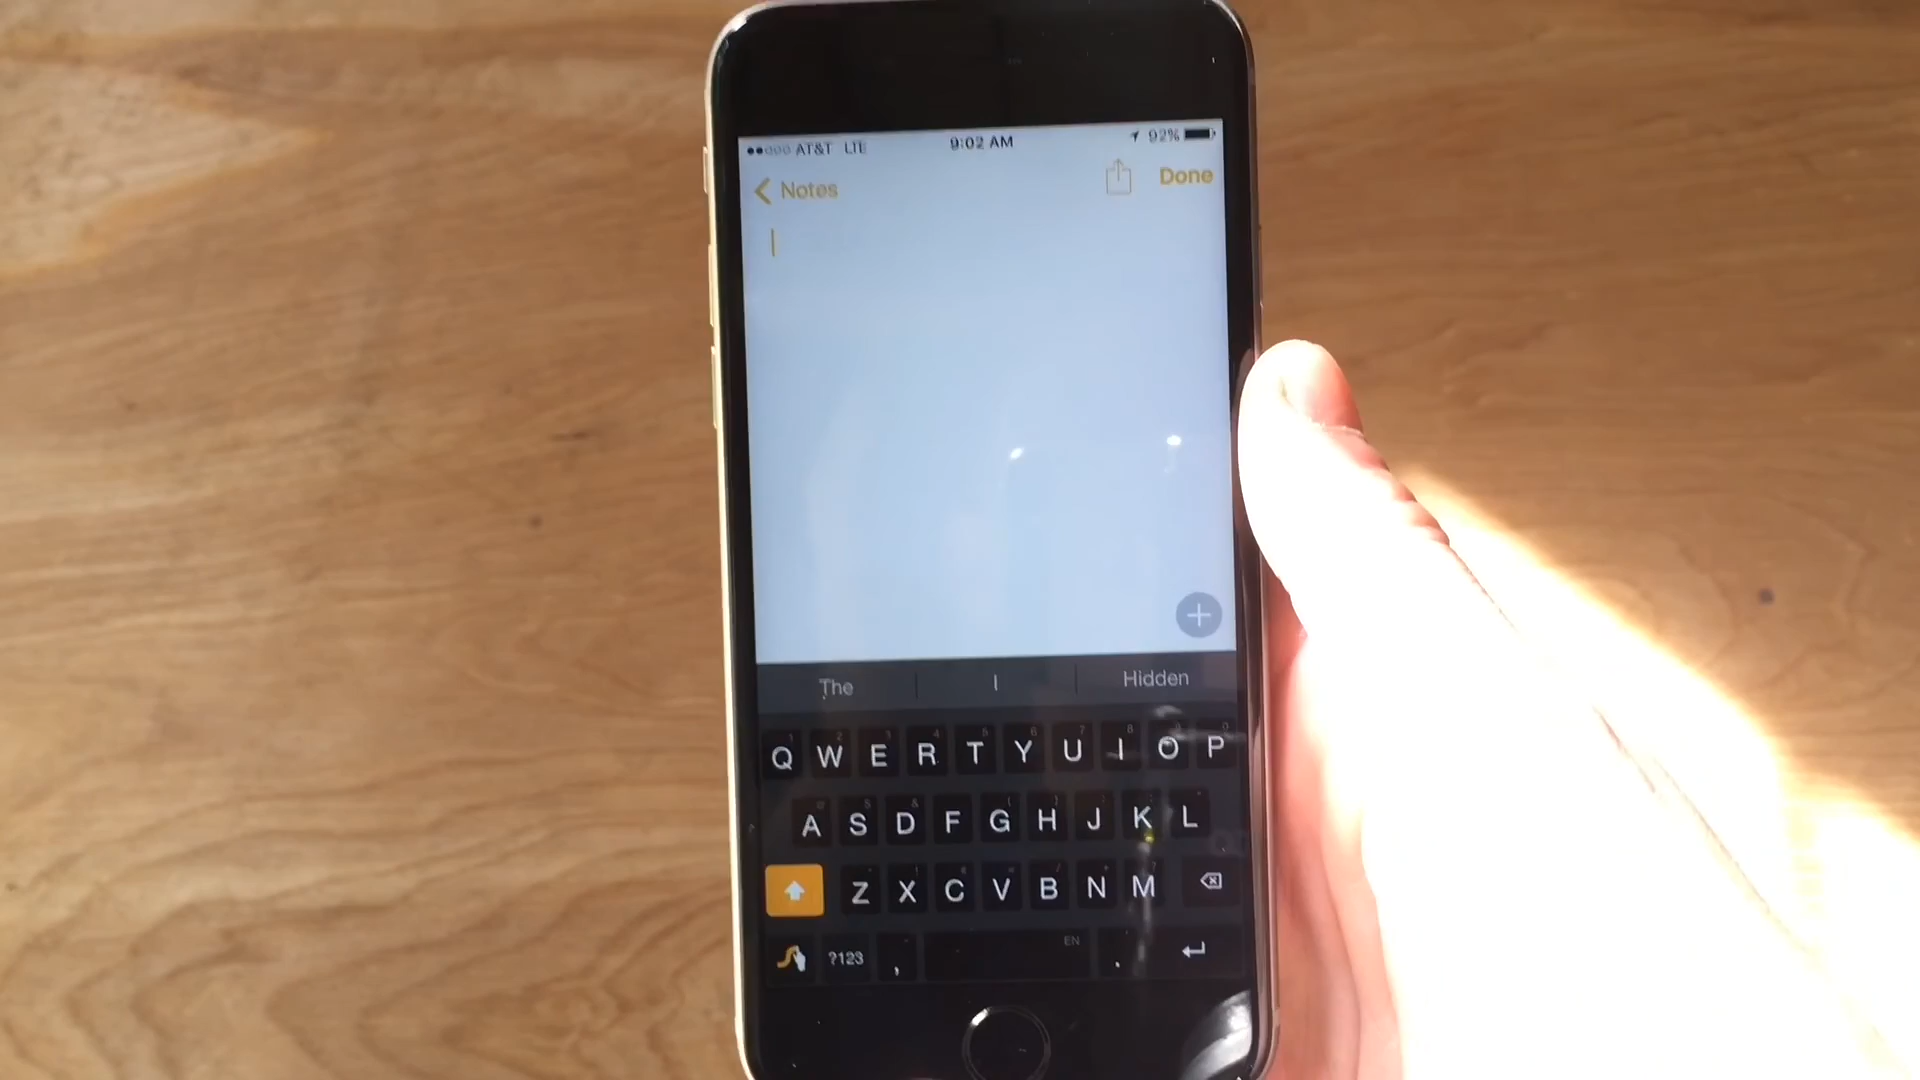 AT&T LTE 9:02 AM 92%
Notes Done
The I Hidden
Q W E R T Y U I O P
A S D F G H J K L
Z X C V B N M
?123 , EN .